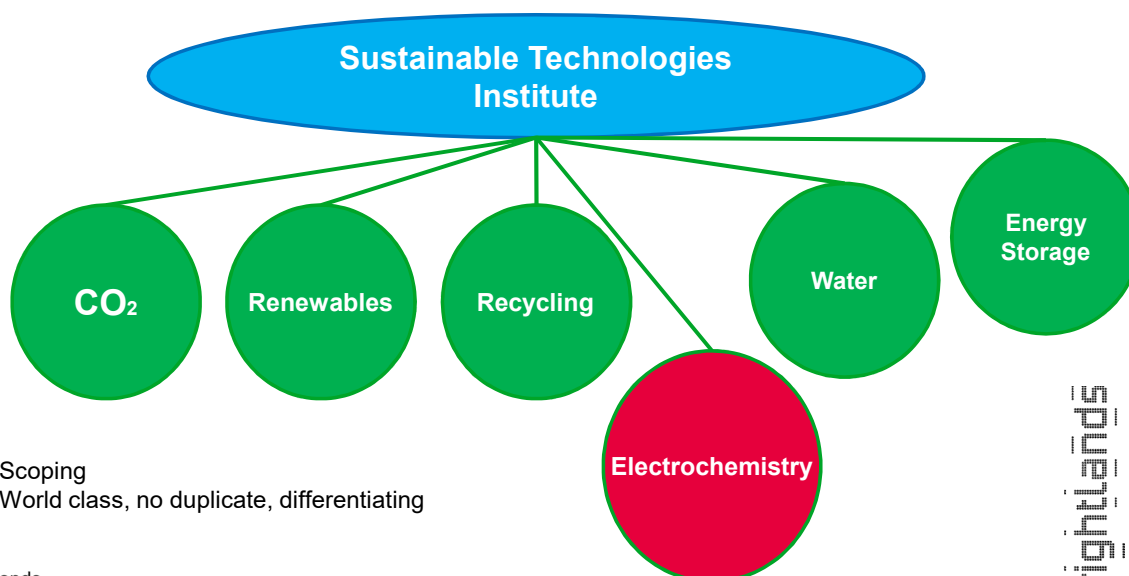 Sustainable Technologies
Institute
Energy
Storage
CO₂
Renewables
Recycling
Water
Electrochemistry
Scoping
World class, no duplicate, differentiating